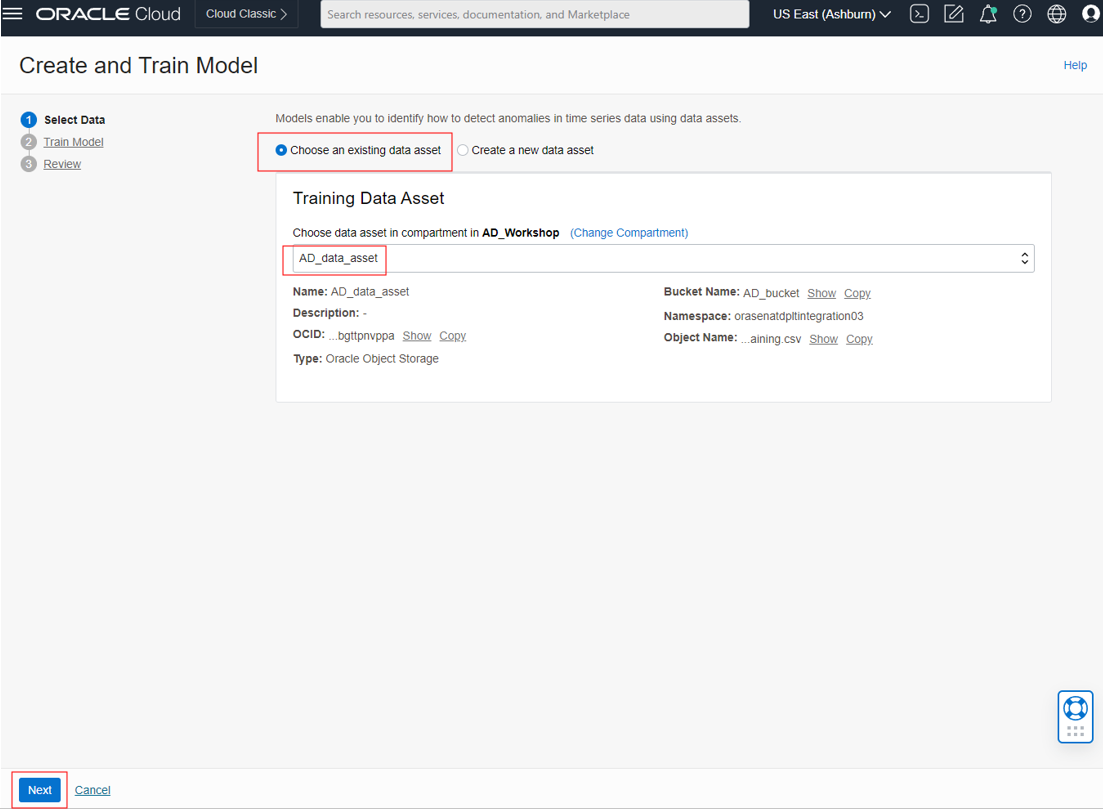 ORACLE Cloud Cloud Classic Search resources, services, documentation, and Marketplace US East (Ashburn)
Create and Train Model Help
1 Select Data
2 Train Model
3 Review
Models enable you to identify how to detect anomalies in time series data using data assets.
Choose an existing data asset Create a new data asset
Training Data Asset
Choose data asset in compartment in AD_Workshop (Change Compartment)
AD_data_asset
Name: AD_data_asset
Description: -
OCID: ...bgttpnvppa Show Copy
Type: Oracle Object Storage
Bucket Name: AD_bucket Show Copy
Namespace: orasenatdpltintegration03
Object Name: ...aining.csv Show Copy
Next Cancel